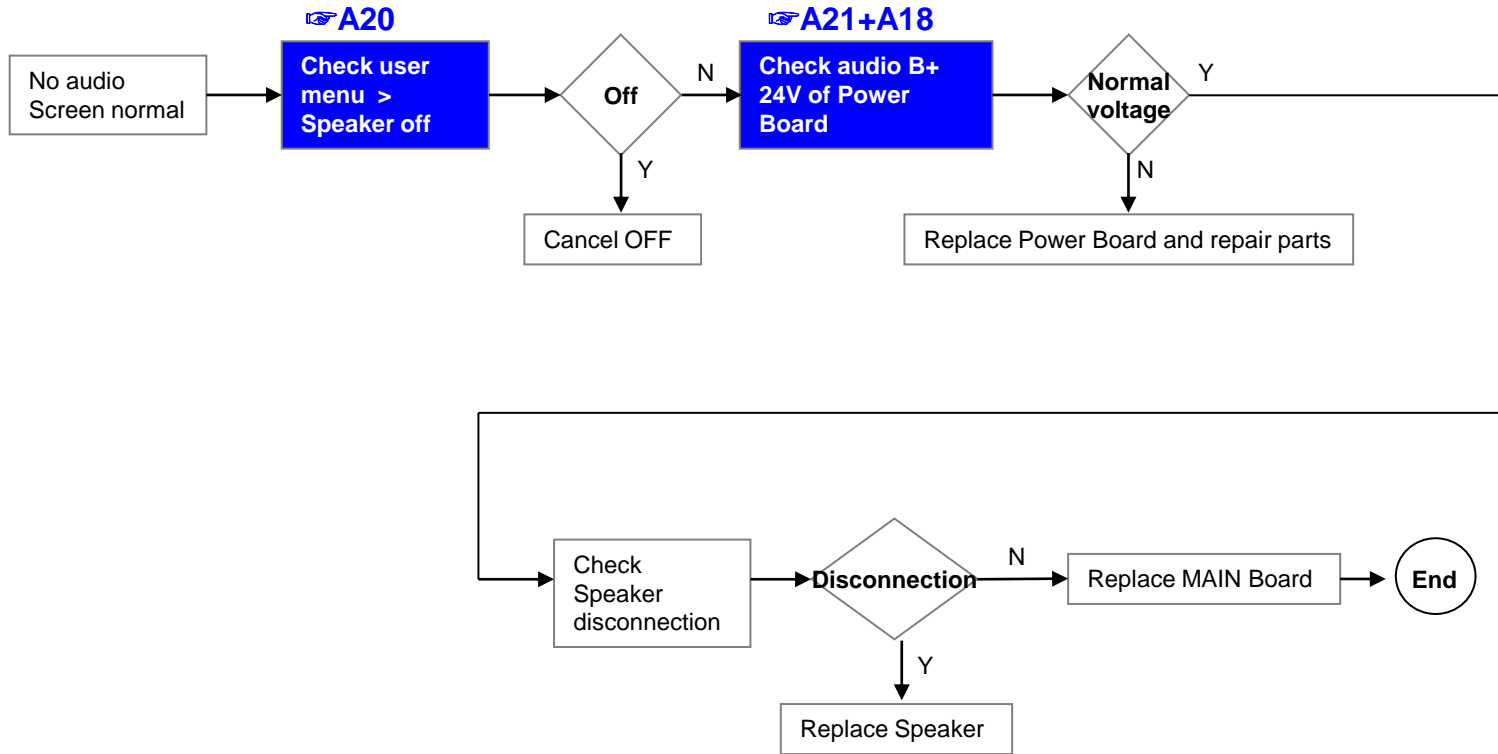 ☞A20
☞A21+A18
No audio
Screen normal
Check user
menu >
Speaker off
Off
N
Y
Cancel OFF
Check audio B+
24V of Power
Board
Normal
voltage
Y
N
Replace Power Board and repair parts
Check
Speaker
disconnection
Disconnection
N
Y
Replace Speaker
Replace MAIN Board
End